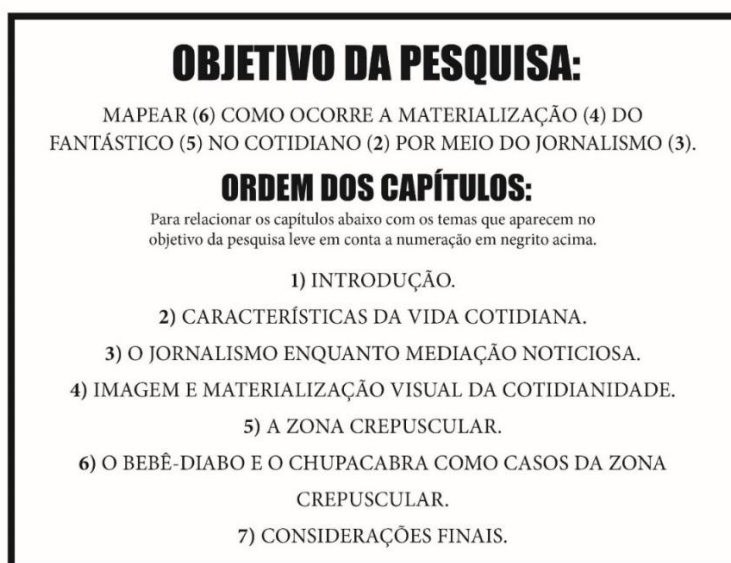 OBJETIVO DA PESQUISA:
MAPEAR (6) COMO OCORRE A MATERIALIZAÇÃO (4) DO
FANTÁSTICO (5) NO COTIDIANO (2) POR MEIO DO JORNALISMO (3).
ORDEM DOS CAPÍTULOS:
Para relacionar os capítulos abaixo com os temas que aparecem no
objetivo da pesquisa leve em conta a numeração em negrito acima.
1) INTRODUÇÃO.
2) CARACTERÍSTICAS DA VIDA COTIDIANA.
3) O JORNALISMO ENQUANTO MEDIAÇÃO NOTICIOSA.
4) IMAGEM E MATERIALIZAÇÃO VISUAL DA COTIDIANIDADE.
5) A ZONA CREPUSCULAR.
6) O BEBÊ-DIABO E O CHUPACABRA COMO CASOS DA ZONA
CREPUSCULAR.
7) CONSIDERAÇÕES FINAIS.